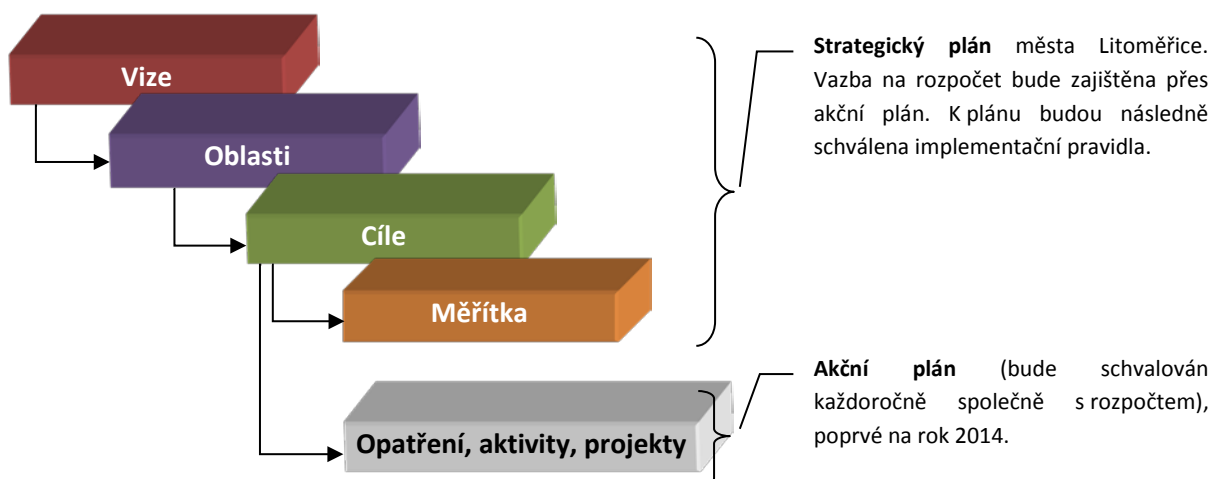 Vize
Oblasti
Cíle
Měřítka
Opatření, aktivity, projekty
Strategický plán města Litoměřice.
Vazba na rozpočet bude zajištěna přes
akční plán. K plánu budou následně
schválena implementační pravidla.
Akční plán (bude schvalován
každoročně společně s rozpočtem),
poprvé na rok 2014.